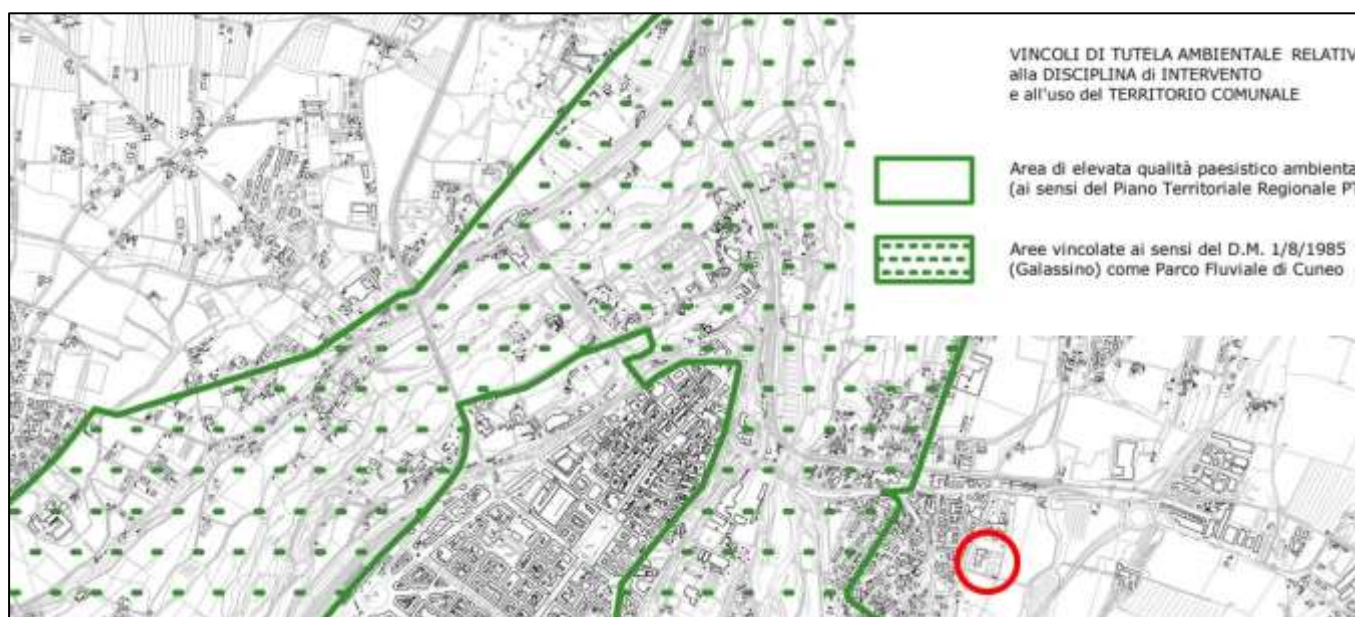 VINCOLI DI TUTELA AMBIENTALE RELATIV
alla DISCIPLINA di INTERVENTO
e all'uso del TERRITORIO COMUNALE
Area di elevata qualità paesistico ambienta
(ai sensi del Piano Territoriale Regionale PT
Aree vincolate ai sensi del D.M. 1/8/1985
(Galassino) come Parco Fluviale di Cuneo